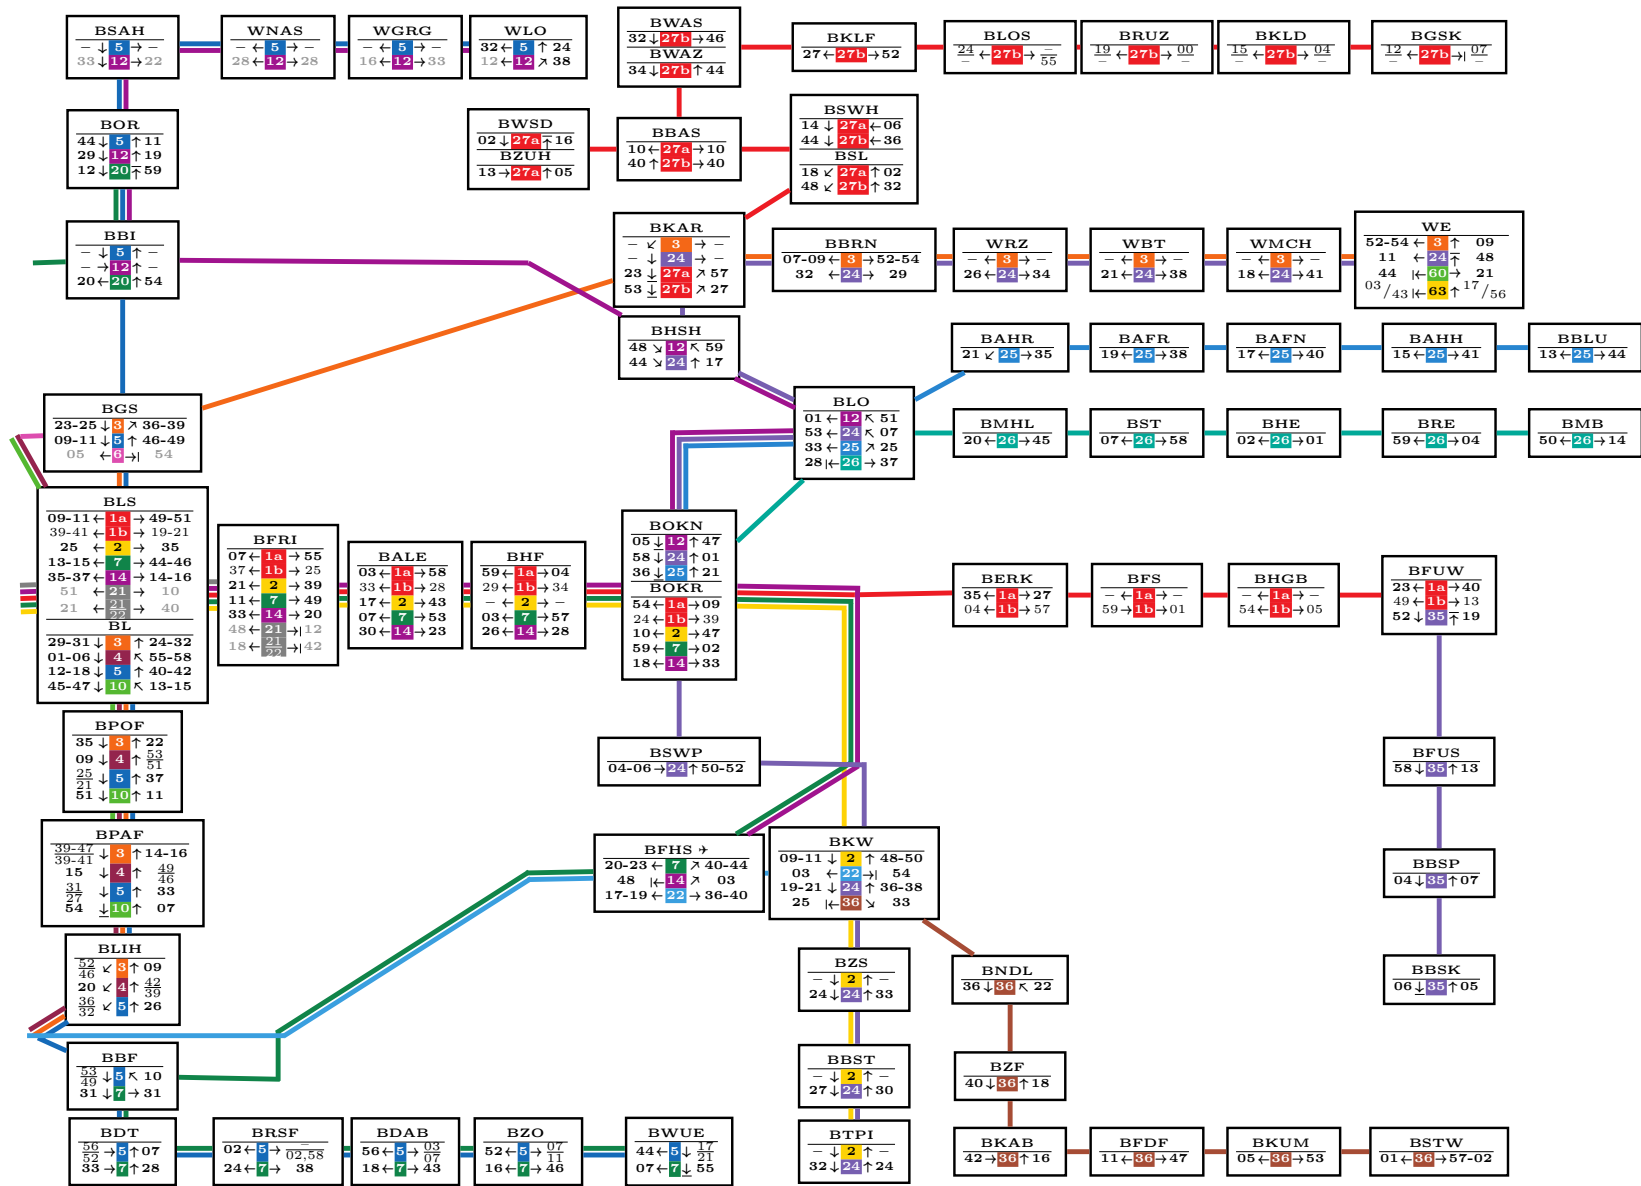 BSAH
– ↓ 5 → –
33 ↓ 12 → 22
WNAS
– ← 5 → –
28 ← 12 → 28
WGRG
– ← 5 → –
16 ← 12 → 33
WLO
32 ← 5 ↑ 24
12 ← 12 ↗ 38
BWAS
32 ↓ 27b → 46
BWAZ
34 ↓ 27b ↑ 44
BKLF
27 ← 27b → 52
BLOS
24/– ← 27b → –/55
BRUZ
19/– ← 27b → 00/–
BKLD
15/– ← 27b → 04/–
BGSK
12/– ← 27b →| 07/–
BOR
44 ↓ 5 ↑ 11
29 ↓ 12 ↑ 19
12 ↓ 20 ↑ 59
BWSD
02 ↓ 27a ↑ 16
BZUH
13 → 27a ↑ 05
BBAS
10 ← 27a → 10
40 ↑ 27b → 40
BSWH
14 ↓ 27a ← 06
44 ↓ 27b ← 36
BSL
18 ↙ 27a ↑ 02
48 ↙ 27b ↑ 32
BBI
– ↓ 5 ↑ –
– → 12 ↑ –
20 ← 20 ↑ 54
BKAR
– ↙ 3 → –
– ↓ 24 → –
23 ↓ 27a ↗ 57
53 ↓ 27b ↗ 27
BBRN
07-09 ← 3 → 52-54
32 ← 24 → 29
WRZ
– ← 3 → –
26 ← 24 → 34
WBT
– ← 3 → –
21 ← 24 → 38
WMCH
– ← 3 → –
18 ← 24 → 41
WE
52-54 ← 3 ↑ 09
11 ← 24 ↑ 48
44 |← 60 → 21
03/43 |← 63 ↑ 17/56
BHSH
48 ↘ 12 ↖ 59
44 ↘ 24 ↑ 17
BAHR
21 ↙ 25 → 35
BAFR
19 ← 25 → 38
BAFN
17 ← 25 → 40
BAHH
15 ← 25 → 41
BBLU
13 ← 25 → 44
BGS
23-25 ↓ 3 ↗ 36-39
09-11 ↓ 5 ↑ 46-49
05 ← 6 →| 54
BLO
01 ← 12 ↖ 51
53 ← 24 ↖ 07
33 ← 25 ↗ 25
28 |← 26 → 37
BMHL
20 ← 26 → 45
BST
07 ← 26 → 58
BHE
02 ← 26 → 01
BRE
59 ← 26 → 04
BMB
50 ← 26 → 14
BLS
09-11 ← 1a → 49-51
39-41 ← 1b → 19-21
25 ← 2 → 35
13-15 ← 7 → 44-46
35-37 ← 14 → 14-16
51 ← 21 → 10
21 ← 21/22 → 40
BL
29-31 ↓ 3 ↑ 24-32
01-06 ↓ 4 ↖ 55-58
12-18 ↓ 5 ↑ 40-42
45-47 ↓ 10 ↖ 13-15
BFRI
07 ← 1a → 55
37 ← 1b → 25
21 ← 2 → 39
11 ← 7 → 49
33 ← 14 → 20
48 ← 21 →| 12
18 ← 21/22 →| 42
BALE
03 ← 1a → 58
33 ← 1b → 28
17 ← 2 → 43
07 ← 7 → 53
30 ← 14 → 23
BHF
59 ← 1a → 04
29 ← 1b → 34
– ← 2 → –
03 ← 7 → 57
26 ← 14 → 28
BOKN
05 ↓ 12 ↑ 47
58 ↓ 24 ↑ 01
36 ↓ 25 ↑ 21
BOKR
54 ← 1a → 09
24 ← 1b → 39
10 ← 2 → 47
59 ← 7 → 02
18 ← 14 → 33
BERK
35 ← 1a → 27
04 ← 1b → 57
BFS
– ← 1a → –
59 → 1b → 01
BHGB
– ← 1a → –
54 ← 1b → 05
BFUW
23 ← 1a → 40
49 ← 1b → 13
52 ↓ 35 ↑ 19
BPOF
35 ↓ 3 ↑ 22
09 ↓ 4 ↑ 53/51
25/21 ↓ 5 ↑ 37
51 ↓ 10 ↑ 11
BSWP
04-06 → 24 ↑ 50-52
BFUS
58 ↓ 35 ↑ 13
BPAF
39-47/39-41 ↓ 3 ↑ 14-16
15 ↓ 4 ↑ 49/46
31/27 ↓ 5 ↑ 33
54 ↓ 10 ↑ 07
BFHS ✈
20-23 ← 7 ↗ 40-44
48 |← 14 ↗ 03
17-19 ← 22 → 36-40
BKW
09-11 ↓ 2 ↑ 48-50
03 ← 22 →| 54
19-21 ↓ 24 ↑ 36-38
25 |← 36 ↘ 33
BBSP
04 ↓ 35 ↑ 07
BLIH
52/46 ↙ 3 ↑ 09
20 ↙ 4 ↑ 42/39
36/32 ↙ 5 ↑ 26
BZS
– ↓ 2 ↑ –
24 ↓ 24 ↑ 33
BNDL
36 ↓ 36 ↖ 22
BBSK
06 ↓ 35 ↑ 05
BBF
53/49 ↓ 5 ↖ 10
31 ↓ 7 → 31
BBST
– ↓ 2 ↑ –
27 ↓ 24 ↑ 30
BZF
40 ↓ 36 ↑ 18
BDT
56/52 → 5 ↑ 07
33 → 7 ↑ 28
BRSF
02 ← 5 → –/02,58
24 ← 7 → 38
BDAB
56 ← 5 → 03/07
18 ← 7 → 43
BZO
52 ← 5 → 07/11
16 ← 7 → 46
BWUE
44 ← 5 ↓ 17/21
07 ← 7 ↓ 55
BTPI
– ↓ 2 ↑ –
32 ↓ 24 ↑ 24
BKAB
42 → 36 ↑ 16
BFDF
11 ← 36 → 47
BKUM
05 ← 36 → 53
BSTW
01 ← 36 → 57-02